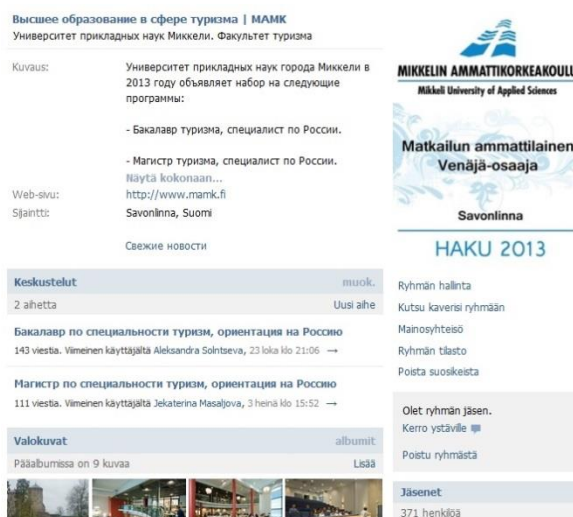 Высшее образование в сфере туризма | МАМК
Университет прикладных наук Миккели. Факультет туризма
Kuvaus:
Университет прикладных наук города Миккели в
2013 году объявляет набор на следующие
программы:
- Бакалавр туризма, специалист по России.
- Магистр туризма, специалист по России.
Näytä kokonaan...
Web-sivu:
http://www.mamk.fi
Sijaintti:
Savonlinna, Suomi
Свежие новости
Keskustelut
muok.
2 aihetta
Uusi aihe
Бакалавр по специальности туризм, ориентация на Россию
143 viestia. Viimeinen käyttäjältä Aleksandra Solntseva, 23 loka klo 21:06 →
Магистр по специальности туризм, ориентация на Россию
111 viestia. Viimeinen käyttäjältä Jekaterina Masaljova, 3 heinä klo 15:52 →
Valokuvat
albumit
Pääalbumissa on 9 kuvaa
Lisää
MIKKELIN AMMATTIKORKEAKOULU
Mikkeli University of Applied Sciences
Matkailun ammattilainen
Venäjä-osaaja
Savonlinna
HAKU 2013
Ryhmän hallinta
Kutsu kaverisi ryhmään
Mainosyhteisö
Ryhmän tilasto
Poista suosikeista
Olet ryhmän jäsen.
Kerro ystäville
Poistu ryhmästä
Jäsenet
371 henkilöä